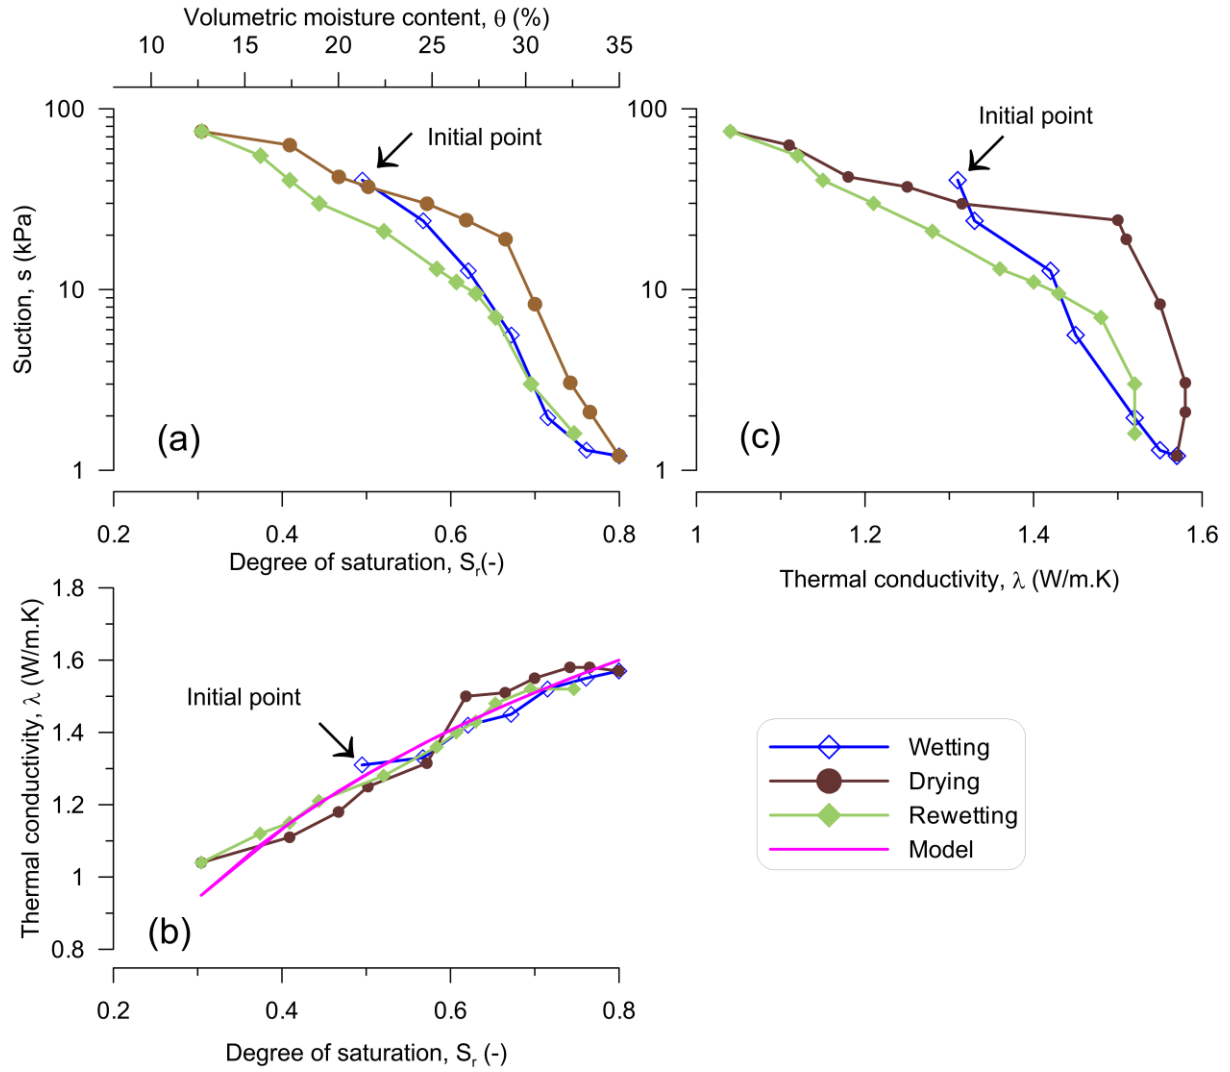 Volumetric moisture content, θ (%)
10 15 20 25 30 35
100
10
1
Suction, s (kPa)
Initial point
(a)
0.2 0.4 0.6 0.8
Degree of saturation, Sr(-)
100
10
1
Initial point
(c)
1 1.2 1.4 1.6
Thermal conductivity, λ (W/m.K)
1.8
1.6
1.4
1.2
1
0.8
Thermal conductivity, λ (W/m.K)
Initial point
(b)
0.2 0.4 0.6 0.8
Degree of saturation, Sr (-)
Wetting
Drying
Rewetting
Model